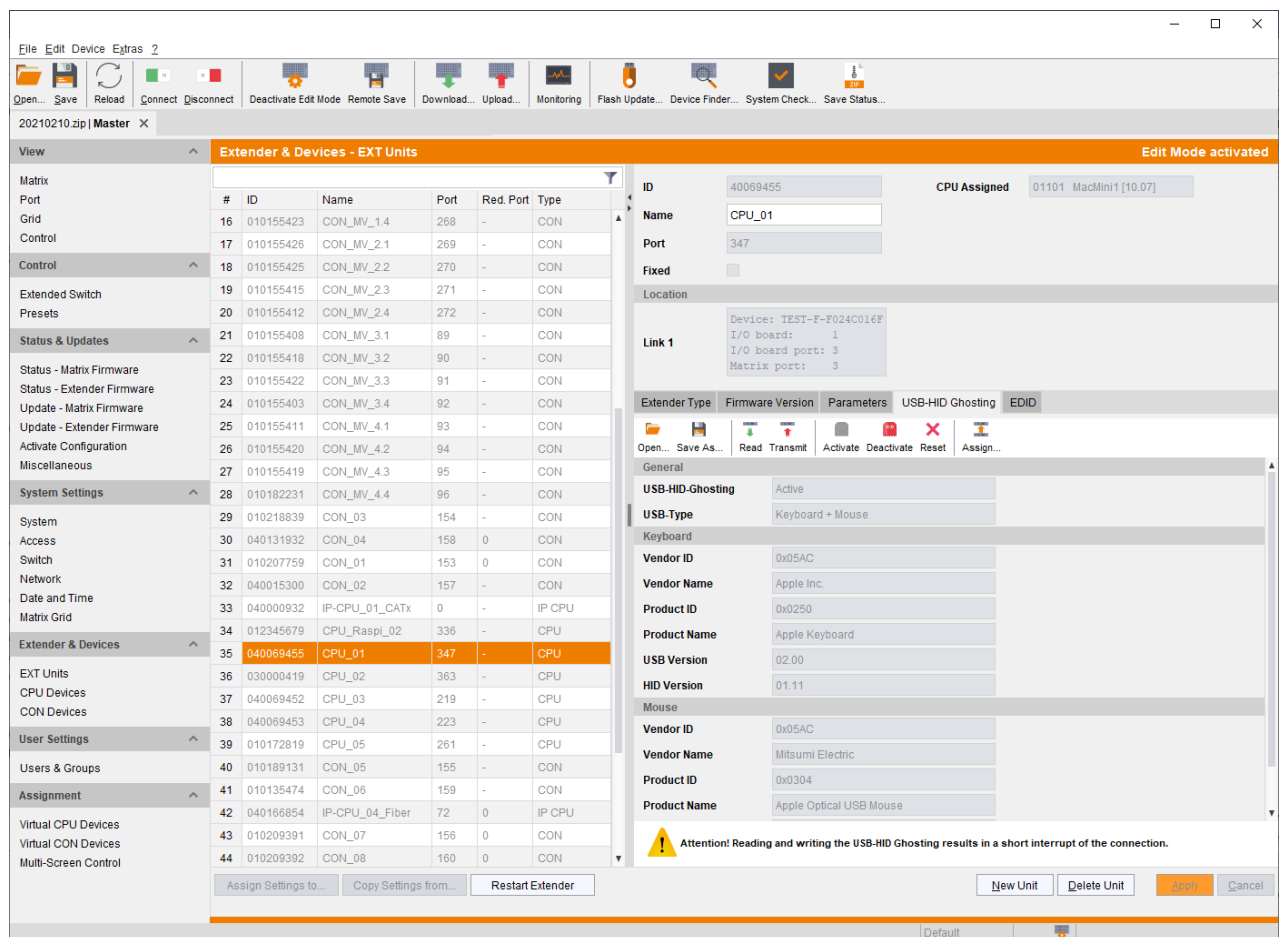 File Edit Device Extras ?
Open... Save Reload Connect Disconnect Deactivate Edit Mode Remote Save Download... Upload... Monitoring Flash Update... Device Finder... System Check... Save Status...
ZIP
20210210.zip | Master
View
Matrix
Port
Grid
Control
Control
Extended Switch
Presets
Status & Updates
Status - Matrix Firmware
Status - Extender Firmware
Update - Matrix Firmware
Update - Extender Firmware
Activate Configuration
Miscellaneous
System Settings
System
Access
Switch
Network
Date and Time
Matrix Grid
Extender & Devices
EXT Units
CPU Devices
CON Devices
User Settings
Users & Groups
Assignment
Virtual CPU Devices
Virtual CON Devices
Multi-Screen Control
Extender & Devices - EXT Units
Edit Mode activated
# ID Name Port Red. Port Type
16 010155423 CON_MV_1.4 268 - CON
17 010155426 CON_MV_2.1 269 - CON
18 010155425 CON_MV_2.2 270 - CON
19 010155415 CON_MV_2.3 271 - CON
20 010155412 CON_MV_2.4 272 - CON
21 010155408 CON_MV_3.1 89 - CON
22 010155418 CON_MV_3.2 90 - CON
23 010155422 CON_MV_3.3 91 - CON
24 010155403 CON_MV_3.4 92 - CON
25 010155411 CON_MV_4.1 93 - CON
26 010155420 CON_MV_4.2 94 - CON
27 010155419 CON_MV_4.3 95 - CON
28 010182231 CON_MV_4.4 96 - CON
29 010218839 CON_03 154 - CON
30 040131932 CON_04 158 0 CON
31 010207759 CON_01 153 0 CON
32 040015300 CON_02 157 - CON
33 040000932 IP-CPU_01_CATx 0 - IP CPU
34 012345679 CPU_Raspi_02 336 - CPU
35 040069455 CPU_01 347 - CPU
36 030000419 CPU_02 363 - CPU
37 040069452 CPU_03 219 - CPU
38 040069453 CPU_04 223 - CPU
39 010172819 CPU_05 261 - CPU
40 010189131 CON_05 155 - CON
41 010135474 CON_06 159 - CON
42 040166854 IP-CPU_04_Fiber 72 0 IP CPU
43 010209391 CON_07 156 0 CON
44 010209392 CON_08 160 0 CON
ID 40069455 CPU Assigned 01101 MacMini1 [10.07]
Name CPU_01
Port 347
Fixed
Location
Link 1
Device: TEST-F-F024C016F
I/O board: 1
I/O board port: 3
Matrix port: 3
Extender Type Firmware Version Parameters USB-HID Ghosting EDID
Open... Save As... Read Transmit Activate Deactivate Reset Assign...
General
USB-HID-Ghosting Active
USB-Type Keyboard + Mouse
Keyboard
Vendor ID 0x05AC
Vendor Name Apple Inc.
Product ID 0x0250
Product Name Apple Keyboard
USB Version 02.00
HID Version 01.11
Mouse
Vendor ID 0x05AC
Vendor Name Mitsumi Electric
Product ID 0x0304
Product Name Apple Optical USB Mouse
Attention! Reading and writing the USB-HID Ghosting results in a short interrupt of the connection.
Assign Settings to... Copy Settings from... Restart Extender New Unit Delete Unit Apply Cancel
Default